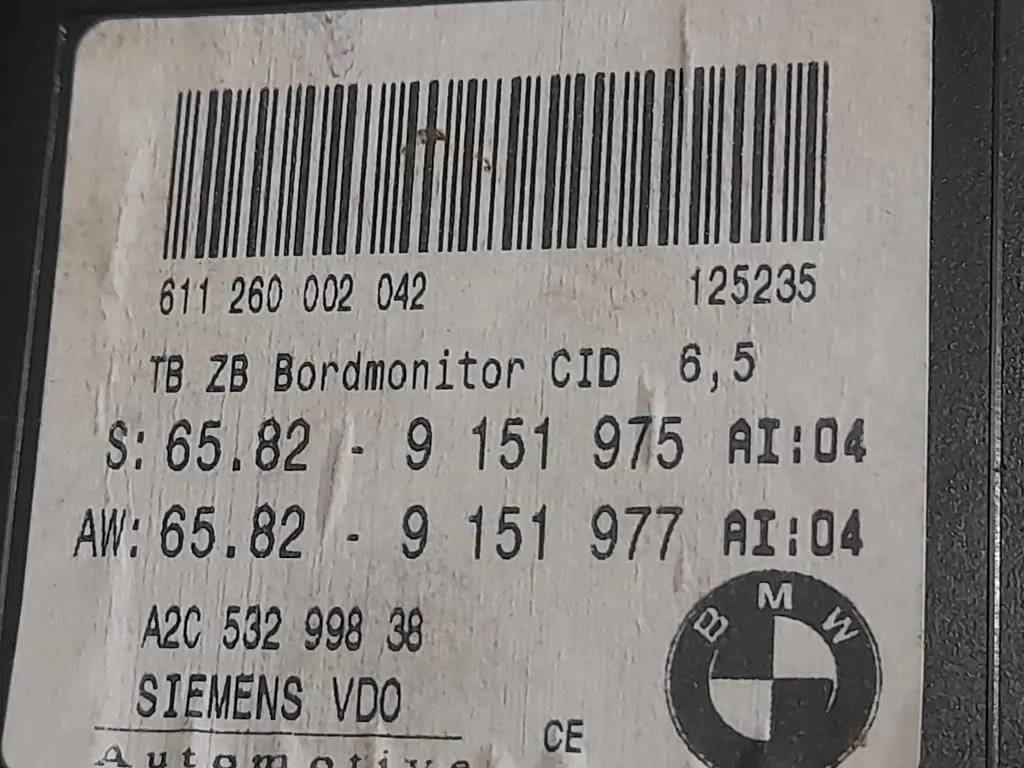 611 260 002 042 125235
TB ZB Bordmonitor CID 6,5
S: 65.82 - 9 151 975 AI:04
AW: 65.82 - 9 151 977 AI:04
A2C 532 998 38
BMW
SIEMENS VDO
CE
Automotive